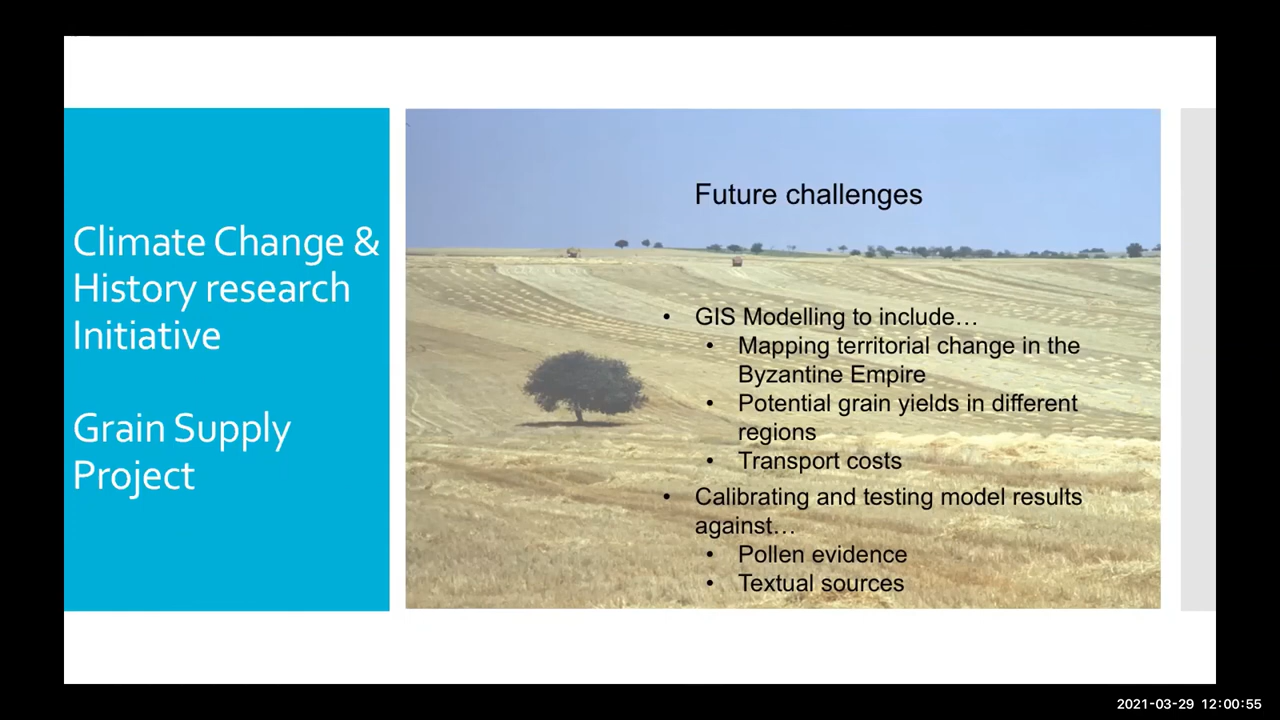 Climate Change &
History research
Initiative
Grain Supply
Project
Future challenges
• GIS Modelling to include…
• Mapping territorial change in the
Byzantine Empire
• Potential grain yields in different
regions
• Transport costs
• Calibrating and testing model results
against…
• Pollen evidence
• Textual sources
2021-03-29 12:00:55